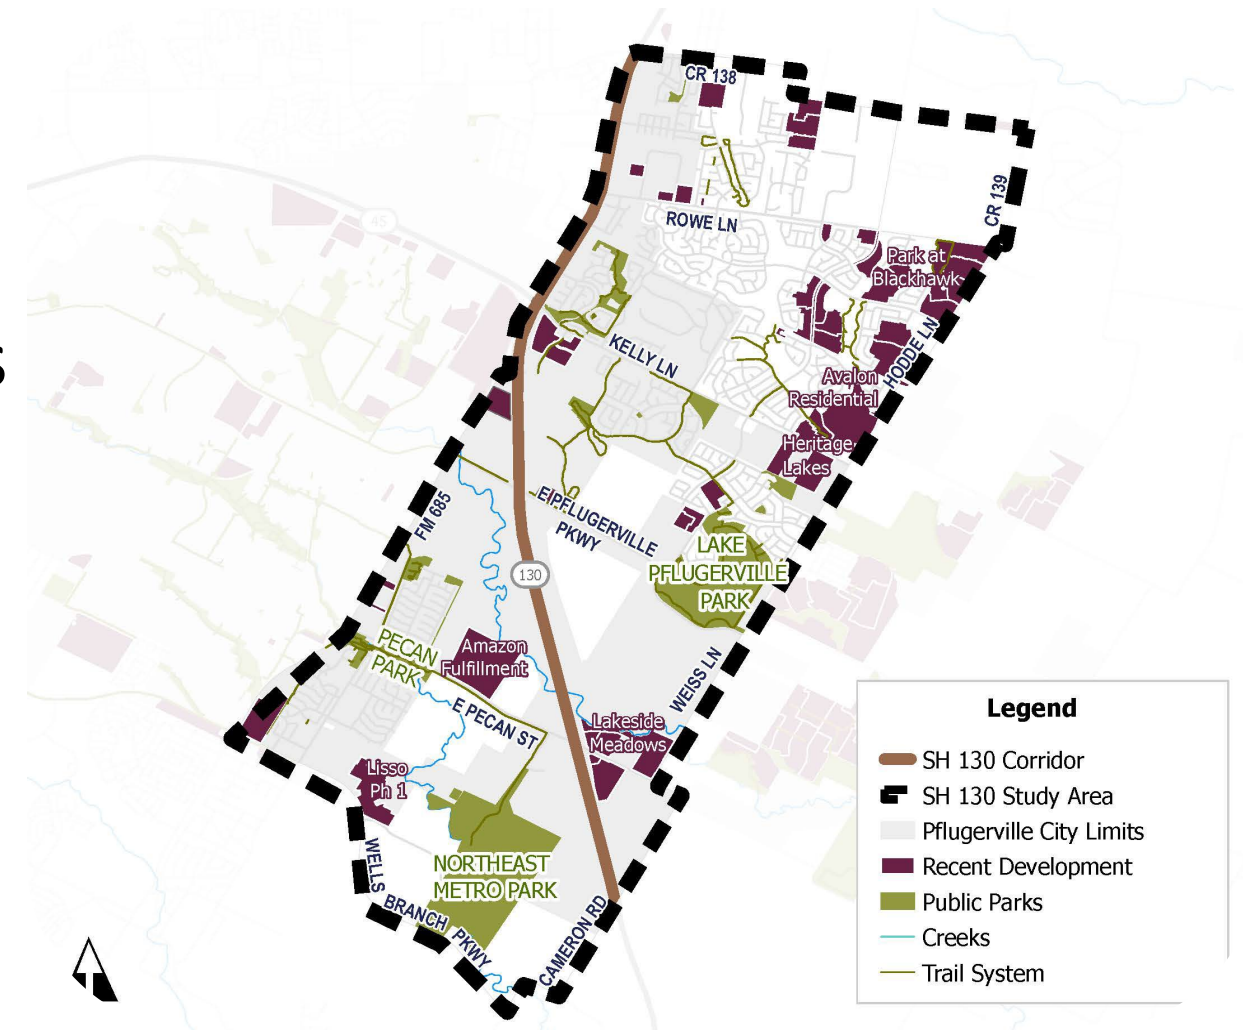 CR 138
CR 139
45
ROWE LN
Park at
Blackhawk
KELLY LN
HODDE LN
S
Avalon
Residential
Heritage
Lakes
FM 685
E PFLUGERVILLE
PKWY
LAKE
PFLUGERVILLE
PARK
130
PECAN
PARK
Amazon
Fulfillment
WEISS LN
E PECAN ST
Lakeside
Meadows
Lisso
Ph 1
NORTHEAST
METRO PARK
WELLS
BRANCH
PKWY
CAMERON RD
Legend
SH 130 Corridor
SH 130 Study Area
Pflugerville City Limits
Recent Development
Public Parks
Creeks
Trail System